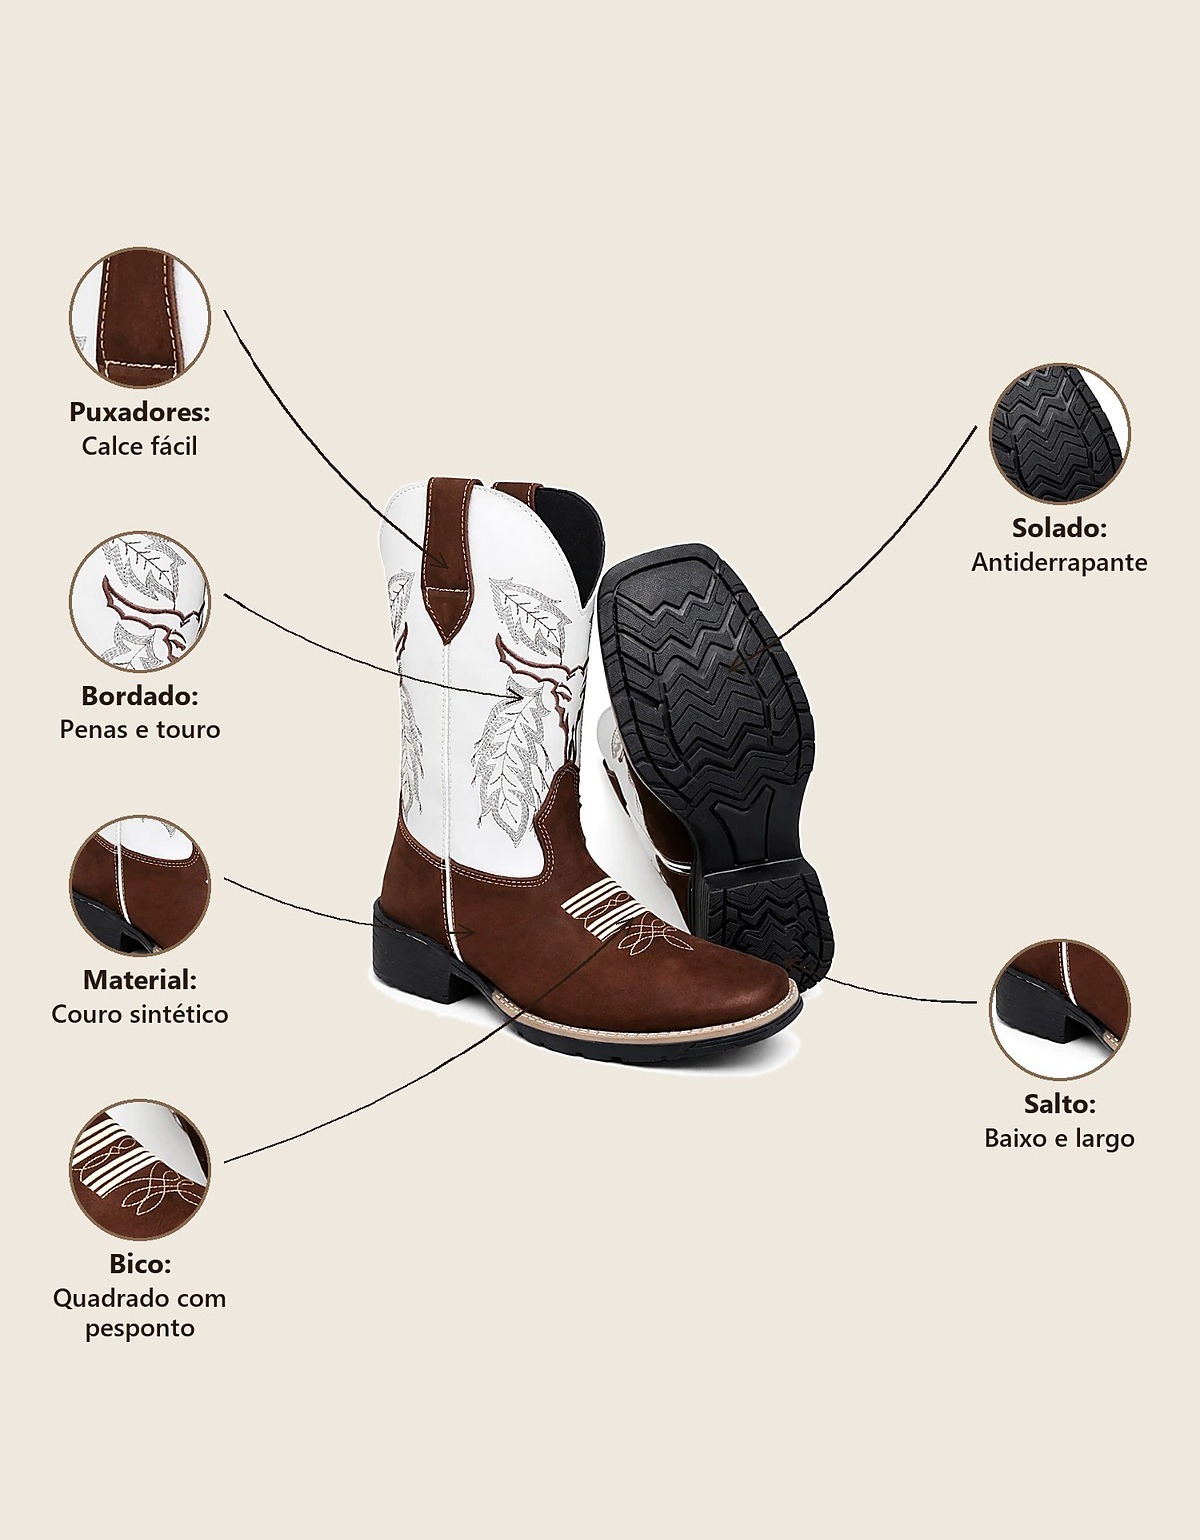 Puxadores:
Calce fácil
Bordado:
Penas e touro
Material:
Couro sintético
Bico:
Quadrado com
pesponto
Solado:
Antiderrapante
Salto:
Baixo e largo